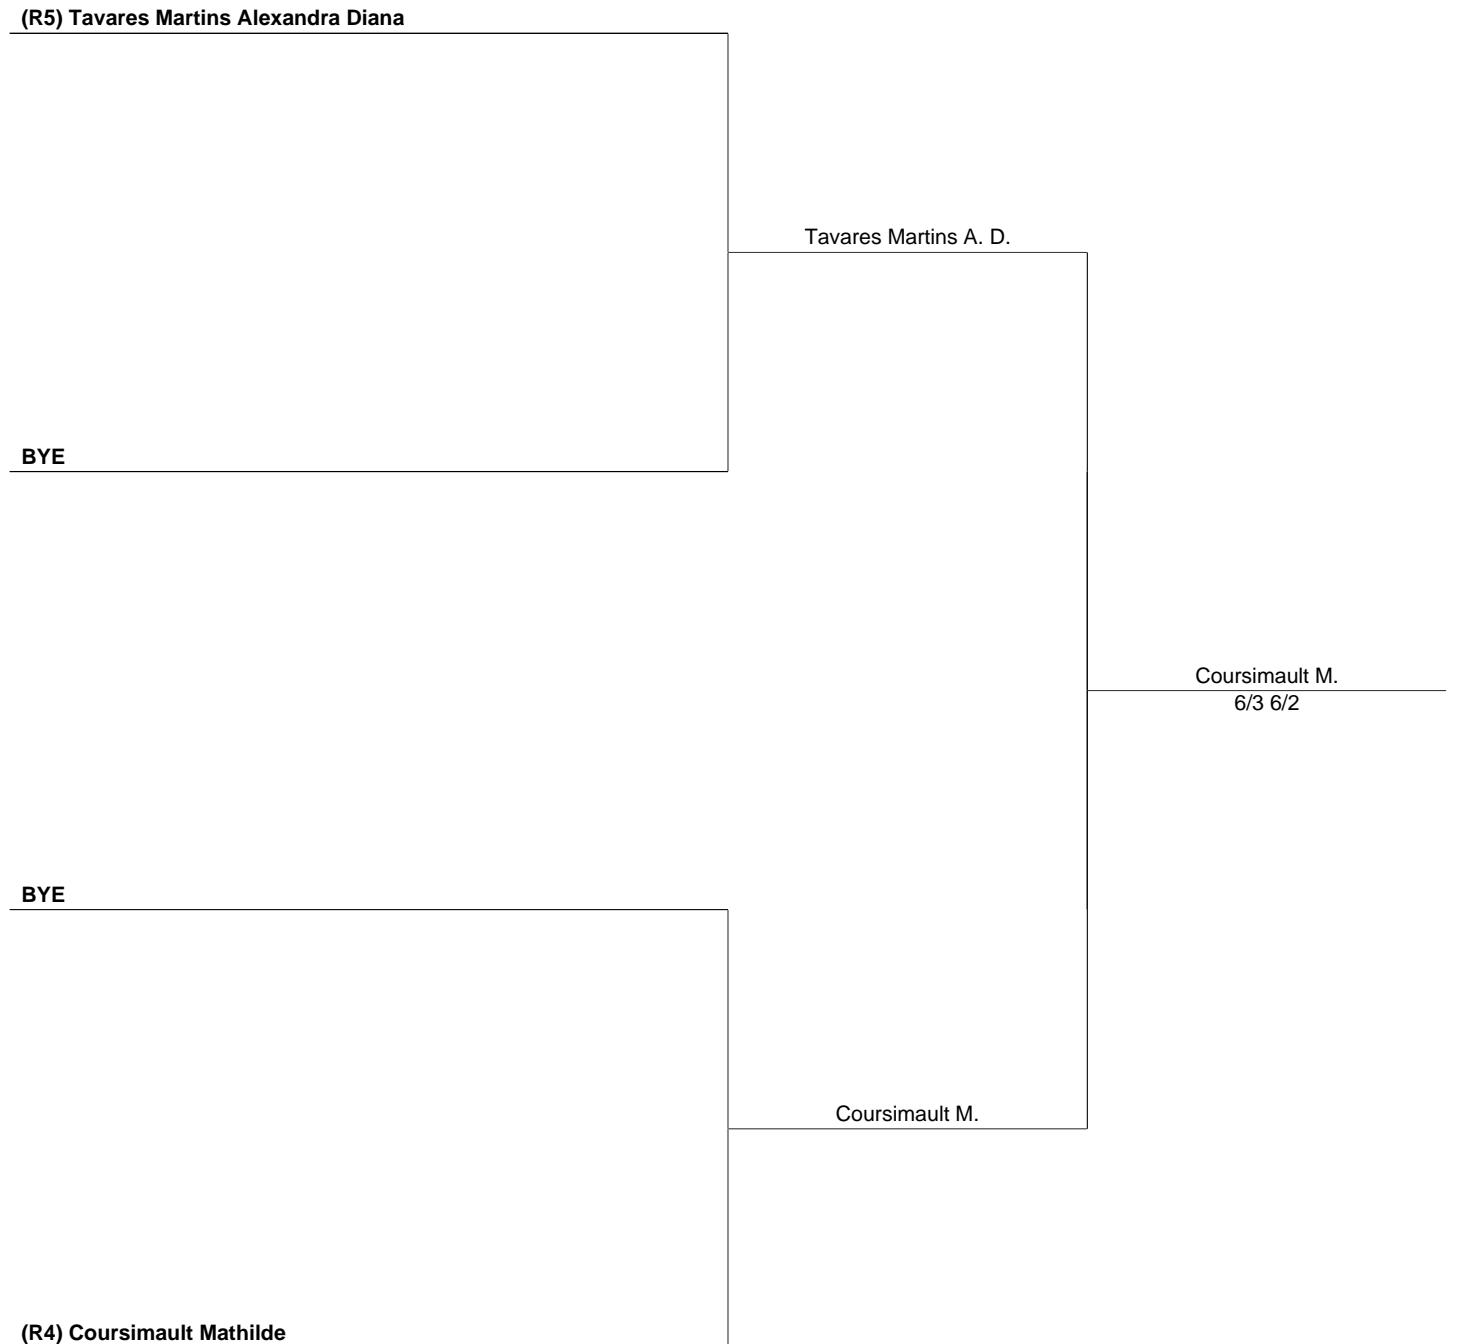 (R5) Tavares Martins Alexandra Diana
Tavares Martins A. D.
BYE
Coursimault M.
6/3 6/2
BYE
Coursimault M.
(R4) Coursimault Mathilde